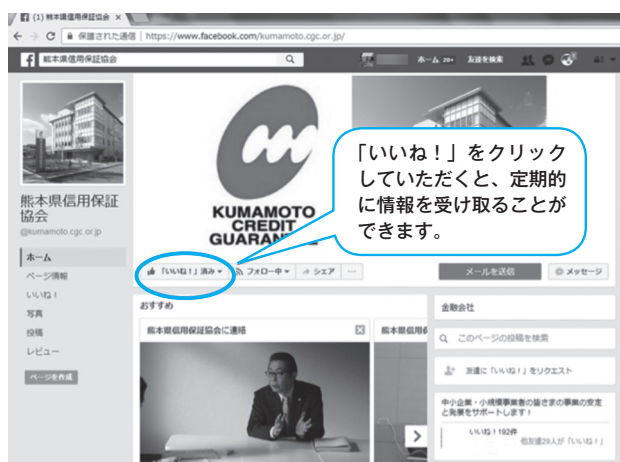 (1) 熊本県信用保証協会
保護された通信 | https://www.facebook.com/kumamoto.cgc.or.jp/
熊本県信用保証協会
ホーム 20+ 友達を検索
熊本県信用保証
協会
@kumamoto.cgc.or.jp
ホーム
ページ情報
いいね!
写真
投稿
レビュー
ページを作成
KUMAMOTO
CREDIT
GUARANTEE
「いいね!」をクリック
していただくと、定期的
に情報を受け取ることが
できます。
「いいね!」済み
フォロー中
シェア
メールを送信
メッセージ
おすすめ
熊本県信用保証協会に連絡
熊本県信用保
金融会社
このページの投稿を検索
友達に「いいね!」をリクエスト
中小企業・小規模事業者の皆さまの事業の安定
と発展をサポートします!
いいね!192件
他友達29人が「いいね!」